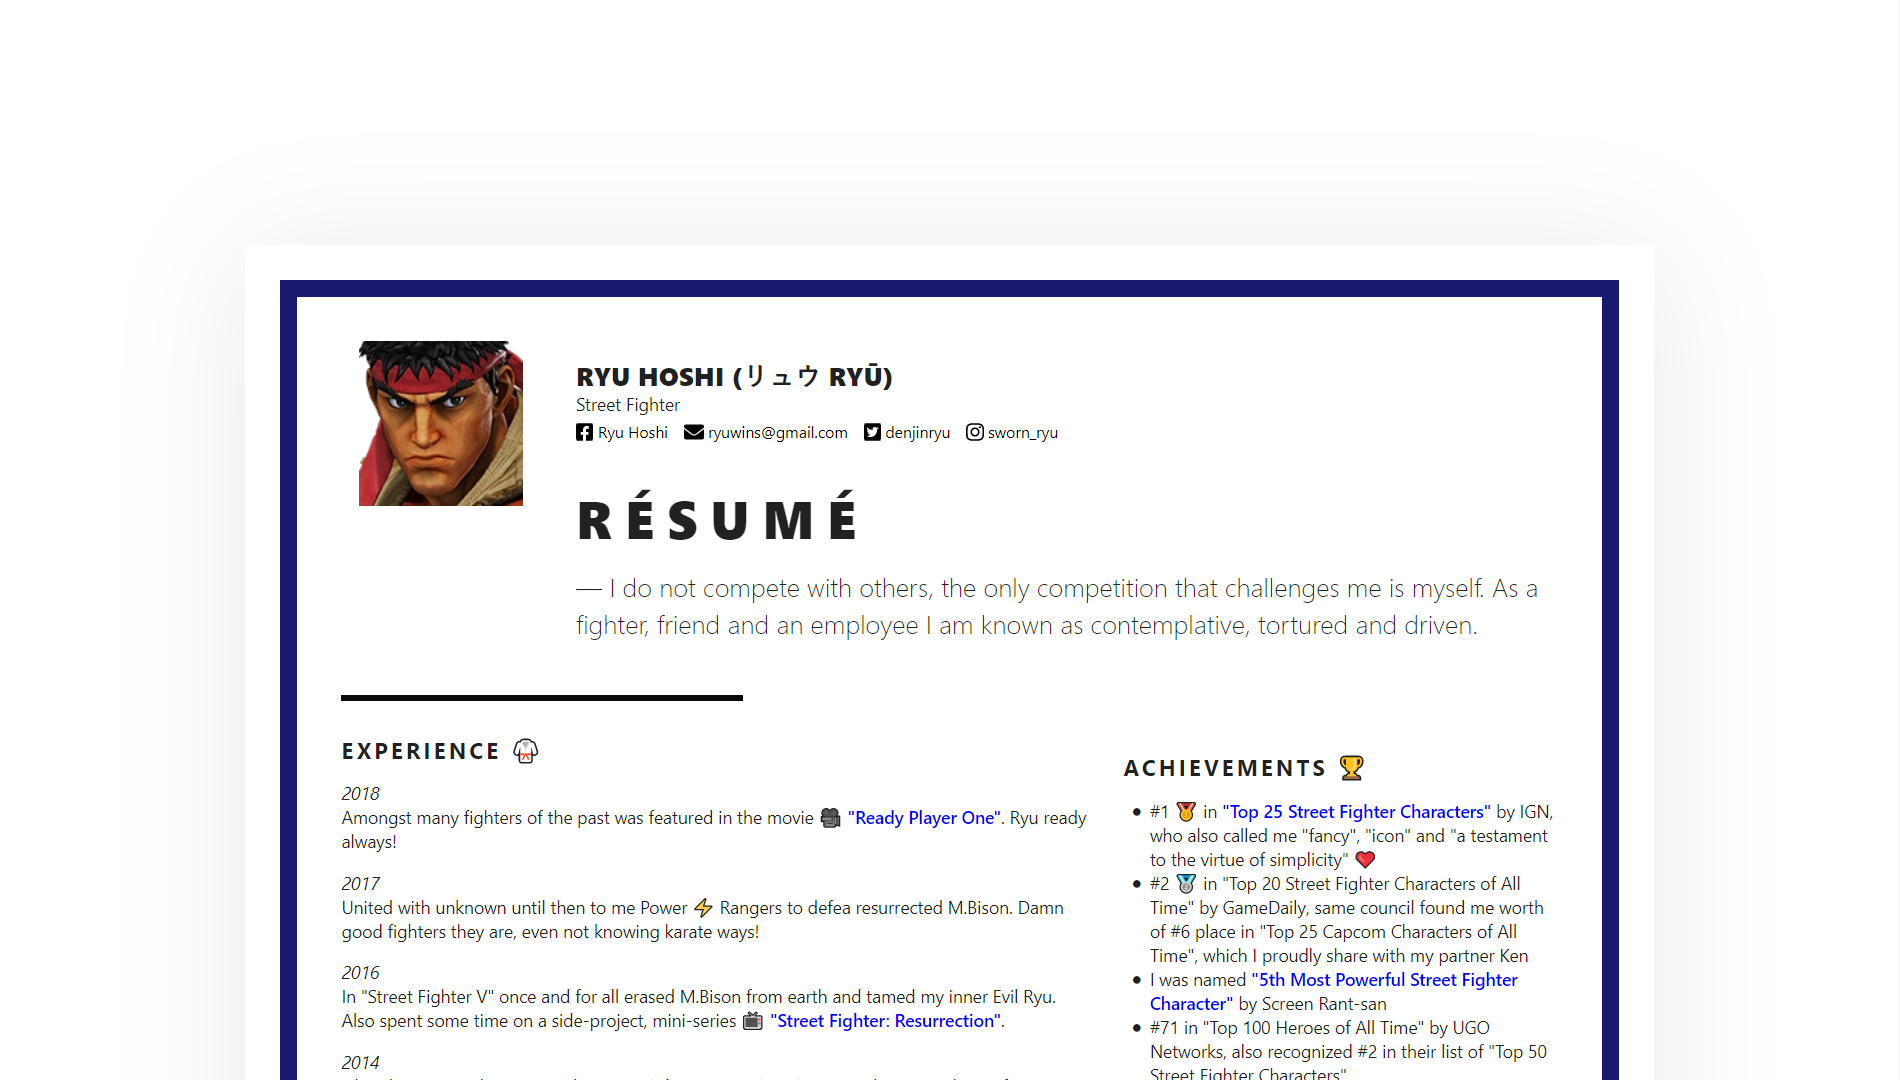 RYU HOSHI (リュウ RYŪ)
Street Fighter
Ryu Hoshi ryuwins@gmail.com denjinryu sworn_ryu
RÉSUMÉ
— I do not compete with others, the only competition that challenges me is myself. As a
fighter, friend and an employee I am known as contemplative, tortured and driven.
EXPERIENCE 🥋
2018
Amongst many fighters of the past was featured in the movie 🎥 "Ready Player One". Ryu ready
always!
2017
United with unknown until then to me Power ⚡ Rangers to defea resurrected M.Bison. Damn
good fighters they are, even not knowing karate ways!
2016
In "Street Fighter V" once and for all erased M.Bison from earth and tamed my inner Evil Ryu.
Also spent some time on a side-project, mini-series 📺 "Street Fighter: Resurrection".
2014
ACHIEVEMENTS 🏆
• #1 🏅 in "Top 25 Street Fighter Characters" by IGN,
who also called me "fancy", "icon" and "a testament
to the virtue of simplicity" ❤️
• #2 🥈 in "Top 20 Street Fighter Characters of All
Time" by GameDaily, same council found me worth
of #6 place in "Top 25 Capcom Characters of All
Time", which I proudly share with my partner Ken
• I was named "5th Most Powerful Street Fighter
Character" by Screen Rant-san
• #71 in "Top 100 Heroes of All Time" by UGO
Networks, also recognized #2 in their list of "Top 50
Street Fighter Characters"